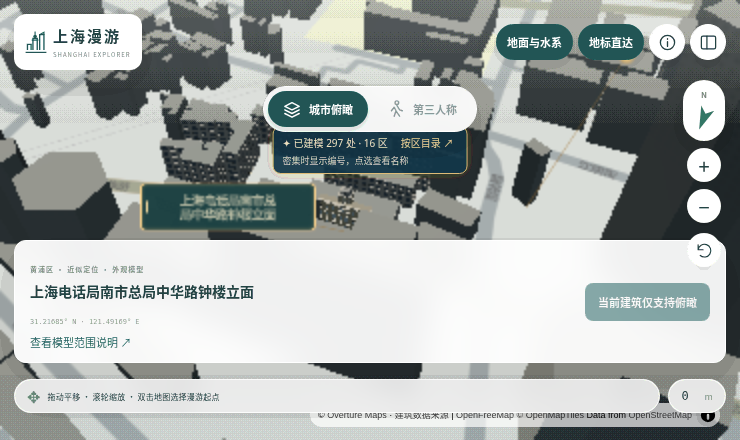 上海漫游
SHANGHAI EXPLORER
地面与水系
地标直达
N
城市俯瞰
第三人称
✦ 已建模 297 处 · 16 区 按区目录 ↗
密集时显示编号，点选查看名称
上海电话局南市总
局中华路钟楼立面
+
−
黄浦区 · 近似定位 · 外观模型
上海电话局南市总局中华路钟楼立面
当前建筑仅支持俯瞰
31.21685° N · 121.49169° E
查看模型范围说明 ↗
拖动平移 · 滚轮缩放 · 双击地图选择漫游起点
0 m
© Overture Maps · 建筑数据来源 | OpenFreeMap © OpenMapTiles Data from OpenStreetMap